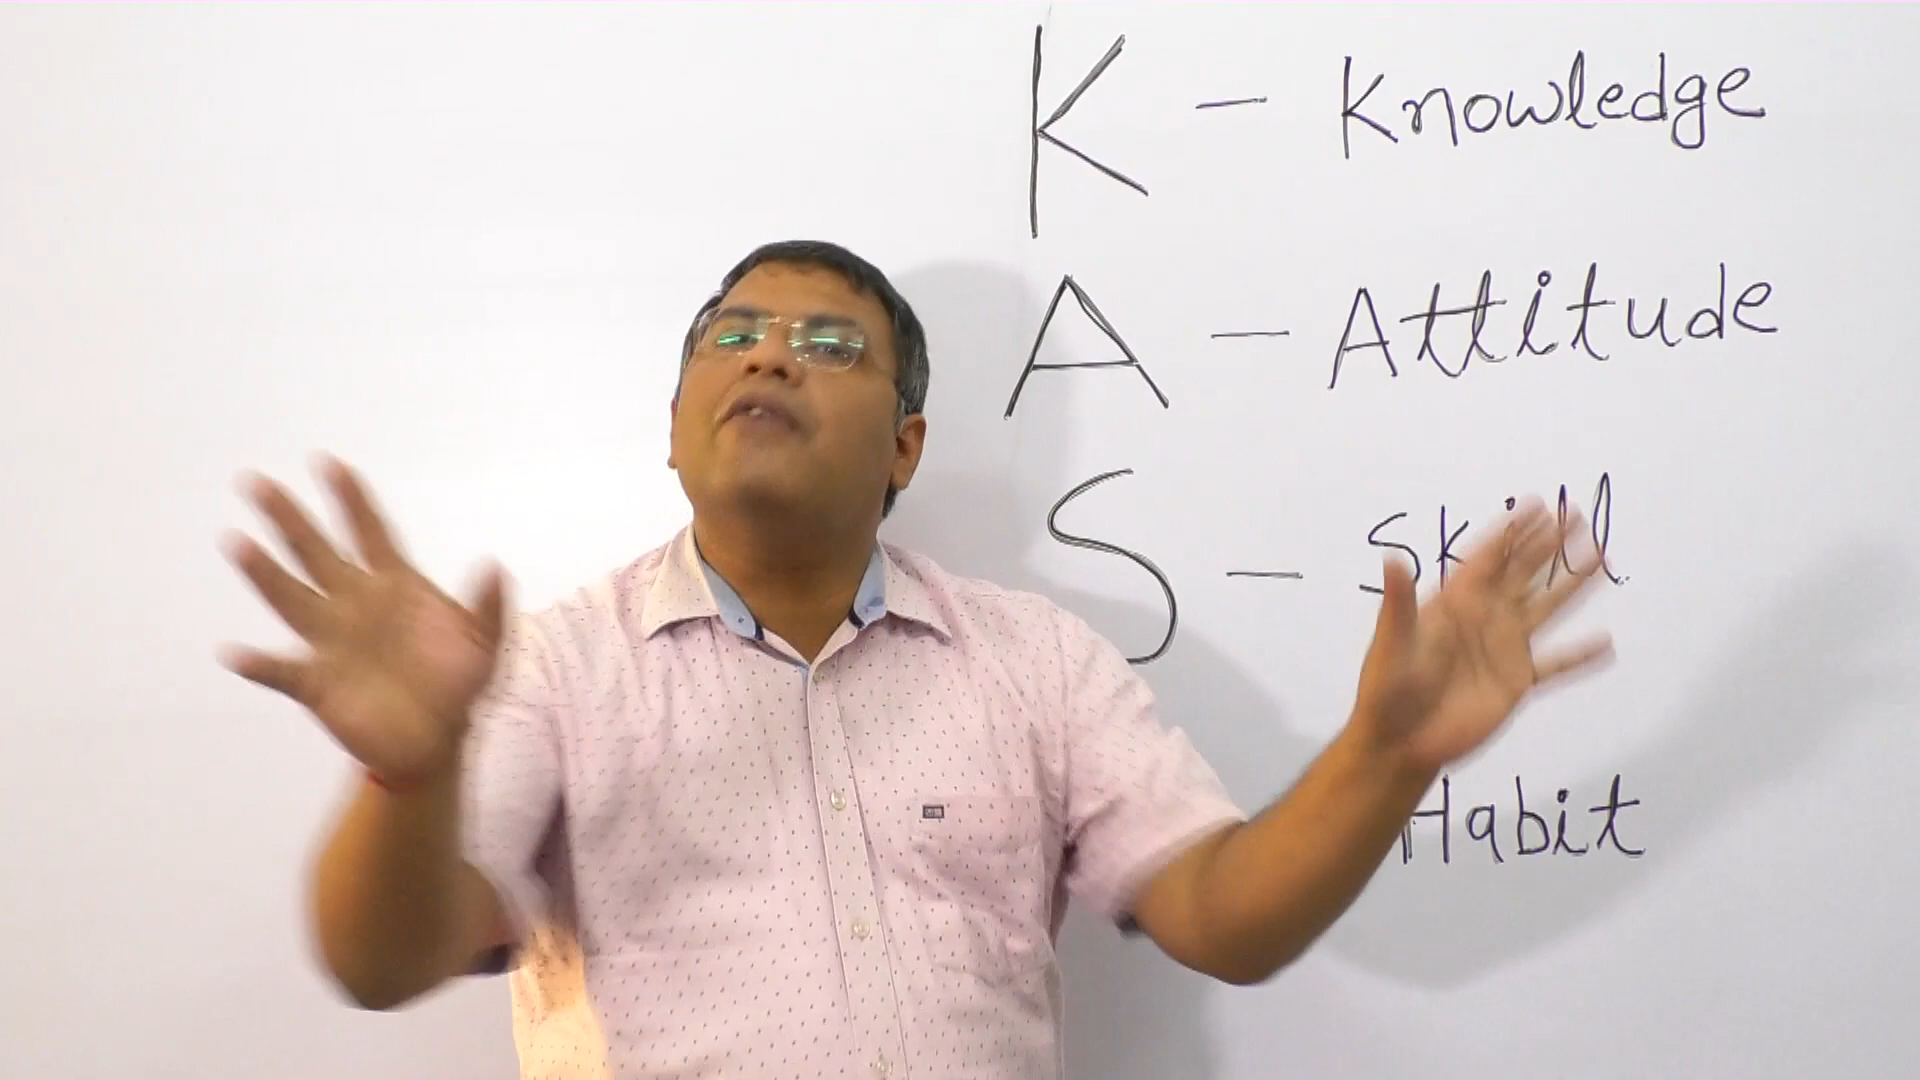 K - Knowledge
A - Attitude
S - Skill
Habit